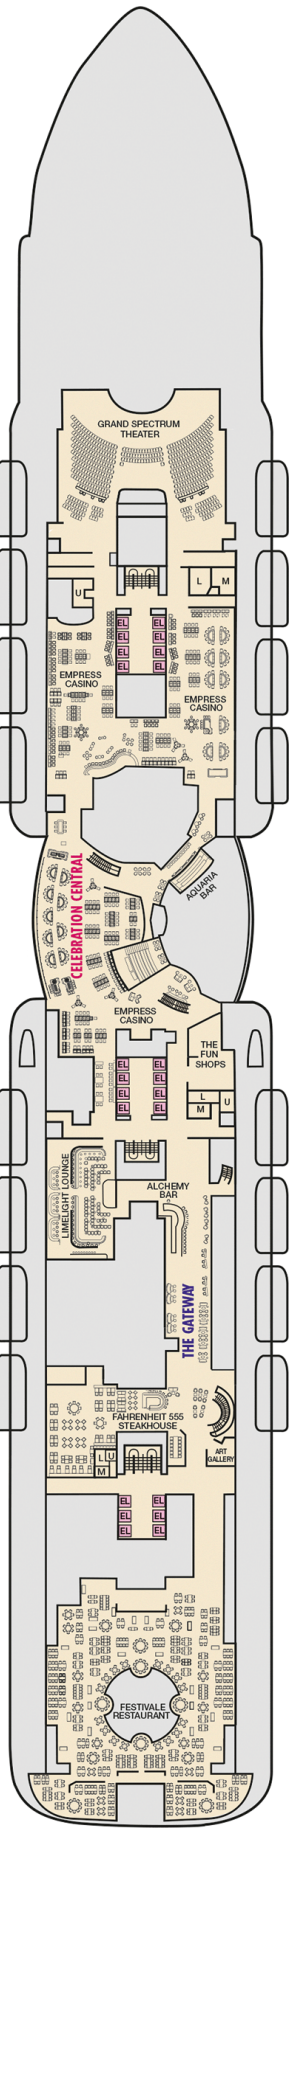 GRAND SPECTRUM
THEATER
L
M
U
EL
EL
EL
EL
EL
EL
EL
EL
EMPRESS
CASINO
EMPRESS
CASINO
CELEBRATION CENTRAL
AQUARIA
BAR
EMPRESS
CASINO
THE
FUN
SHOPS
EL
EL
EL
EL
EL
EL
EL
EL
L
U
M
LIMELIGHT LOUNGE
ALCHEMY
BAR
THE GATEWAY
FAHRENHEIT 555
STEAKHOUSE
L
U
M
ART
GALLERY
EL
EL
EL
EL
EL
EL
FESTIVALE
RESTAURANT